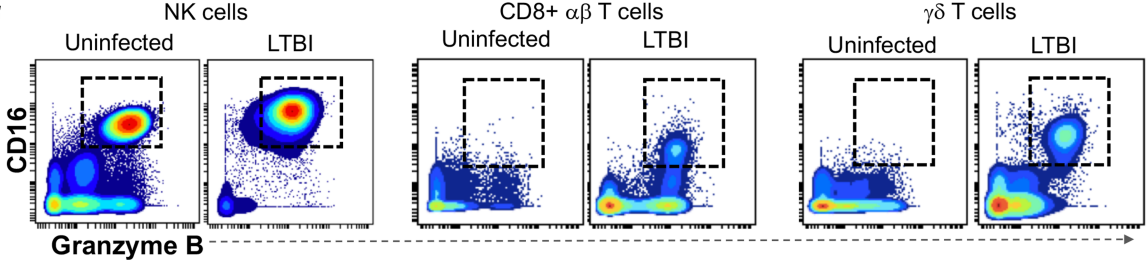 NK cells
CD8+ αβ T cells
γδ T cells
Uninfected
LTBI
Uninfected
LTBI
Uninfected
LTBI
CD16
Granzyme B